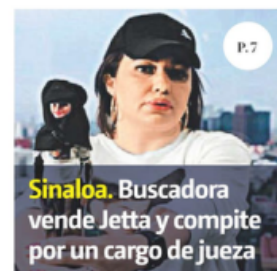 P. 7
Sinaloa. Buscadora
vende Jetta y compite
por un cargo de jueza